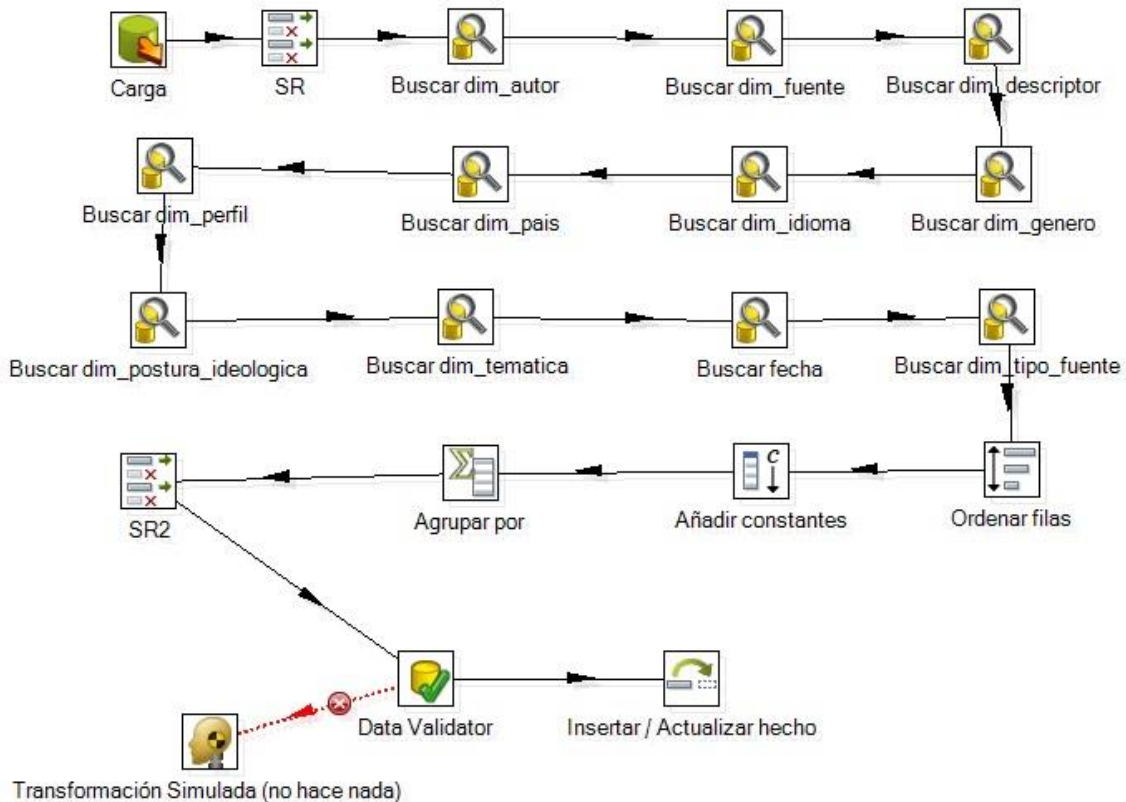 Carga
SR
Buscar dim_autor
Buscar dim_fuente
Buscar dim_descriptor
Buscar dim_perfil
Buscar dim_pais
Buscar dim_idioma
Buscar dim_genero
Buscar dim_postura_ideologica
Buscar dim_tematica
Buscar fecha
Buscar dim_tipo_fuente
SR2
Agrupar por
C
Añadir constantes
Ordenar filas
Data Validator
Insertar / Actualizar hecho
Transformación Simulada (no hace nada)